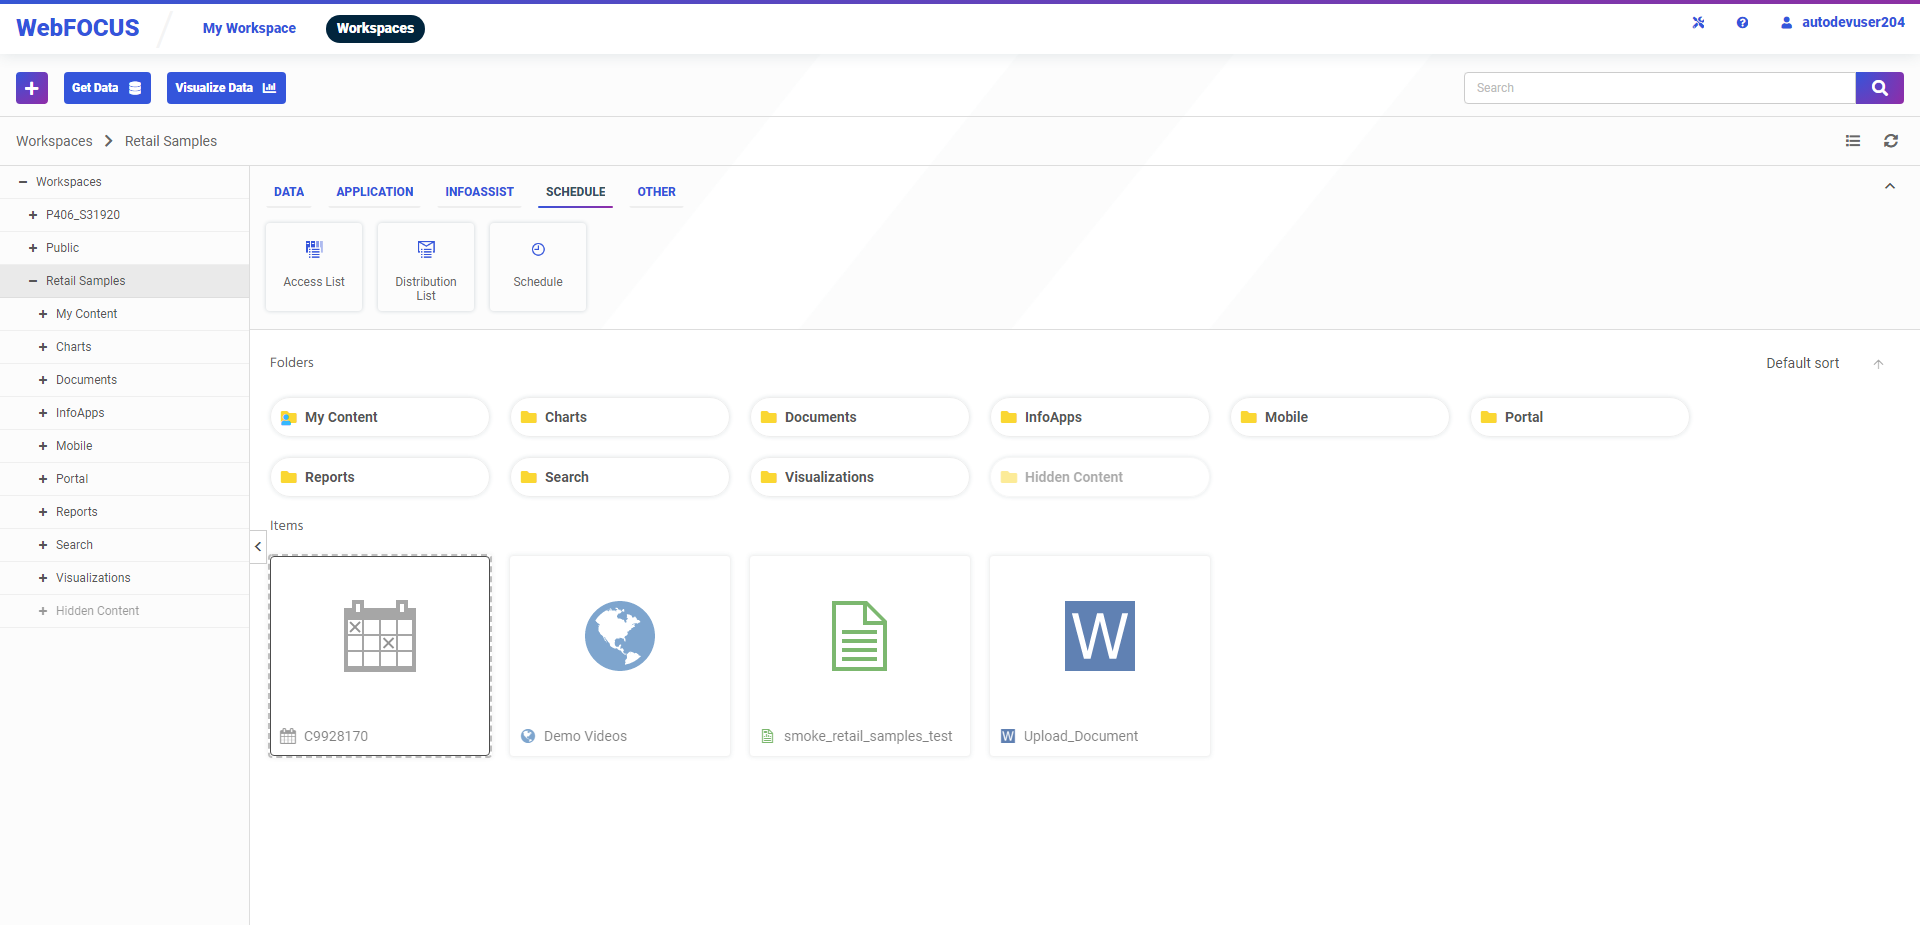 WebFOCUS
My Workspace
Workspaces
autodevuser204
Get Data
Visualize Data
Search
Workspaces
Retail Samples
Workspaces
P406_S31920
Public
Retail Samples
My Content
Charts
Documents
InfoApps
Mobile
Portal
Reports
Search
Visualizations
Hidden Content
DATA
APPLICATION
INFOASSIST
SCHEDULE
OTHER
Access List
Distribution
List
Schedule
Folders
Default sort
My Content
Charts
Documents
InfoApps
Mobile
Portal
Reports
Search
Visualizations
Hidden Content
Items
W
C9928170
Demo Videos
smoke_retail_samples_test
W
Upload_Document